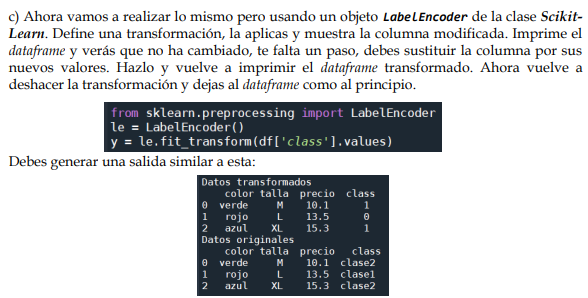 c) Ahora vamos a realizar lo mismo pero usando un objeto LabelEncoder de la clase Scikit-
Learn. Define una transformación, la aplicas y muestra la columna modificada. Imprime el
dataframe y verás que no ha cambiado, te falta un paso, debes sustituir la columna por sus
nuevos valores. Hazlo y vuelve a imprimir el dataframe transformado. Ahora vuelve a
deshacer la transformación y dejas al dataframe como al principio.
from sklearn.preprocessing import LabelEncoder
le = LabelEncoder()
y = le.fit_transform(df['class'].values)
Debes generar una salida similar a esta:
Datos transformados
color talla precio class
0 verde M 10.1 1
1 rojo L 13.5 0
2 azul XL 15.3 1
Datos originales
color talla precio class
0 verde M 10.1 clase2
1 rojo L 13.5 clase1
2 azul XL 15.3 clase2